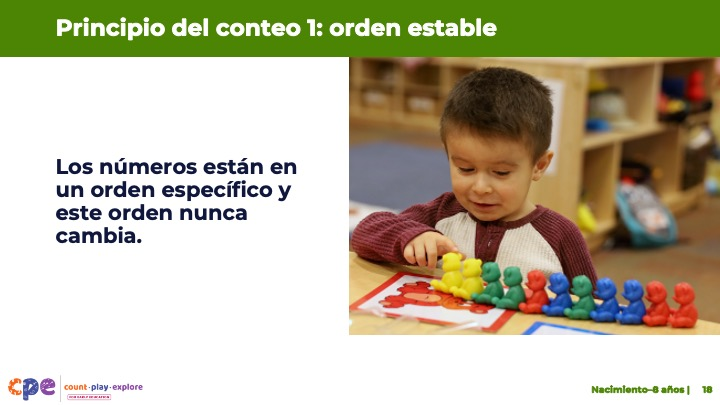 Principio del conteo 1: orden estable
Los números están en
un orden específico y
este orden nunca
cambia.
cpe
count·play·explore
Nacimiento–8 años | 18